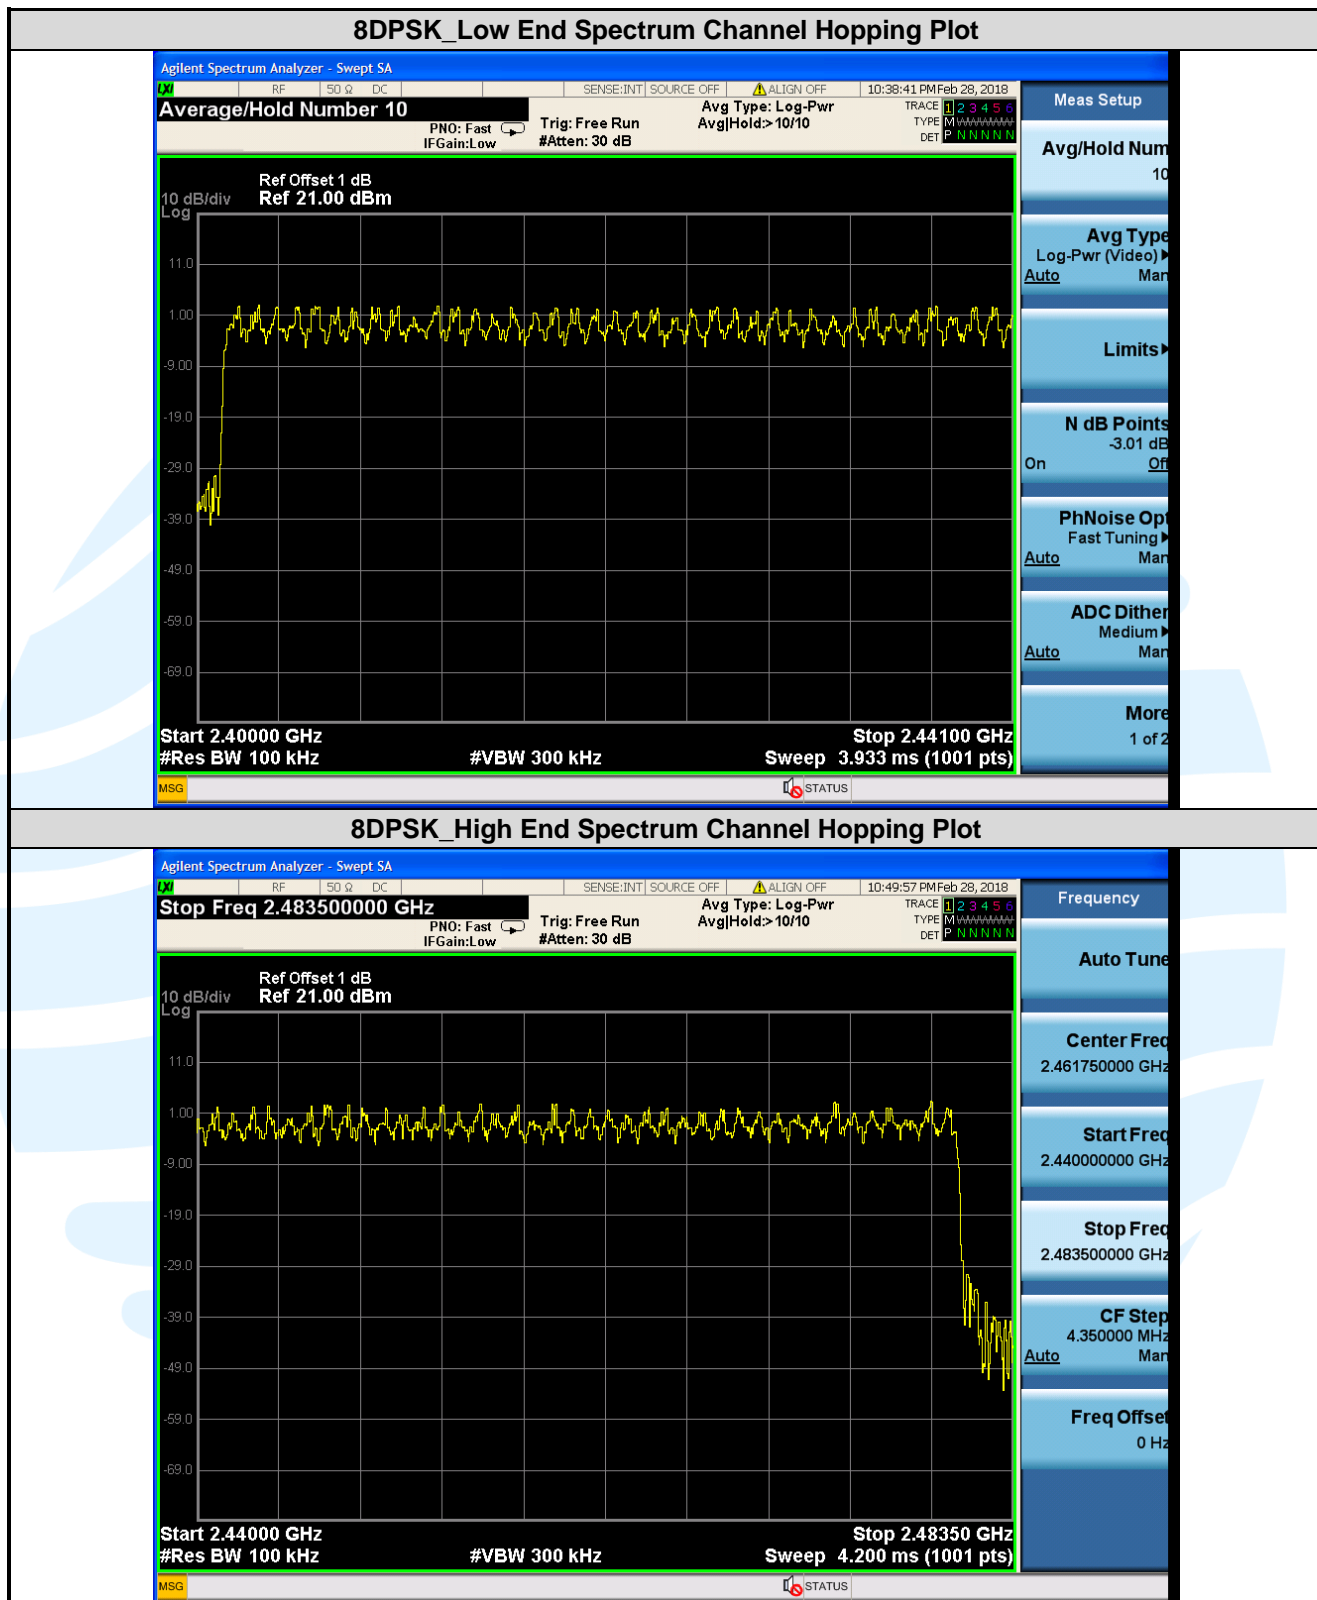 8DPSK_Low End Spectrum Channel Hopping Plot
Agilent Spectrum Analyzer - Swept SA
LXI RF 50 Ω DC SENSE:INT SOURCE OFF ALIGN OFF 10:38:41 PM Feb 28, 2018
Average/Hold Number 10
PNO: Fast
IFGain:Low
Trig: Free Run
#Atten: 30 dB
Avg Type: Log-Pwr
Avg|Hold:>10/10
TRACE 1 2 3 4 5 6
TYPE M WWWWW
DET P N N N N N
Ref Offset 1 dB
10 dB/div Ref 21.00 dBm
Log
11.0
1.00
-9.00
-19.0
-29.0
-39.0
-49.0
-59.0
-69.0
Start 2.40000 GHz Stop 2.44100 GHz
#Res BW 100 kHz #VBW 300 kHz Sweep 3.933 ms (1001 pts)
MSG STATUS
Meas Setup
Avg/Hold Num
10
Avg Type
Log-Pwr (Video)
Auto Man
Limits
N dB Points
-3.01 dB
On Off
PhNoise Opt
Fast Tuning
Auto Man
ADC Dither
Medium
Auto Man
More
1 of 2
8DPSK_High End Spectrum Channel Hopping Plot
Agilent Spectrum Analyzer - Swept SA
LXI RF 50 Ω DC SENSE:INT SOURCE OFF ALIGN OFF 10:49:57 PM Feb 28, 2018
Stop Freq 2.483500000 GHz
PNO: Fast
IFGain:Low
Trig: Free Run
#Atten: 30 dB
Avg Type: Log-Pwr
Avg|Hold:>10/10
TRACE 1 2 3 4 5 6
TYPE M WWWWW
DET P N N N N N
Ref Offset 1 dB
10 dB/div Ref 21.00 dBm
Log
11.0
1.00
-9.00
-19.0
-29.0
-39.0
-49.0
-59.0
-69.0
Start 2.44000 GHz Stop 2.48350 GHz
#Res BW 100 kHz #VBW 300 kHz Sweep 4.200 ms (1001 pts)
MSG STATUS
Frequency
Auto Tune
Center Freq
2.461750000 GHz
Start Freq
2.440000000 GHz
Stop Freq
2.483500000 GHz
CF Step
4.350000 MHz
Auto Man
Freq Offset
0 Hz